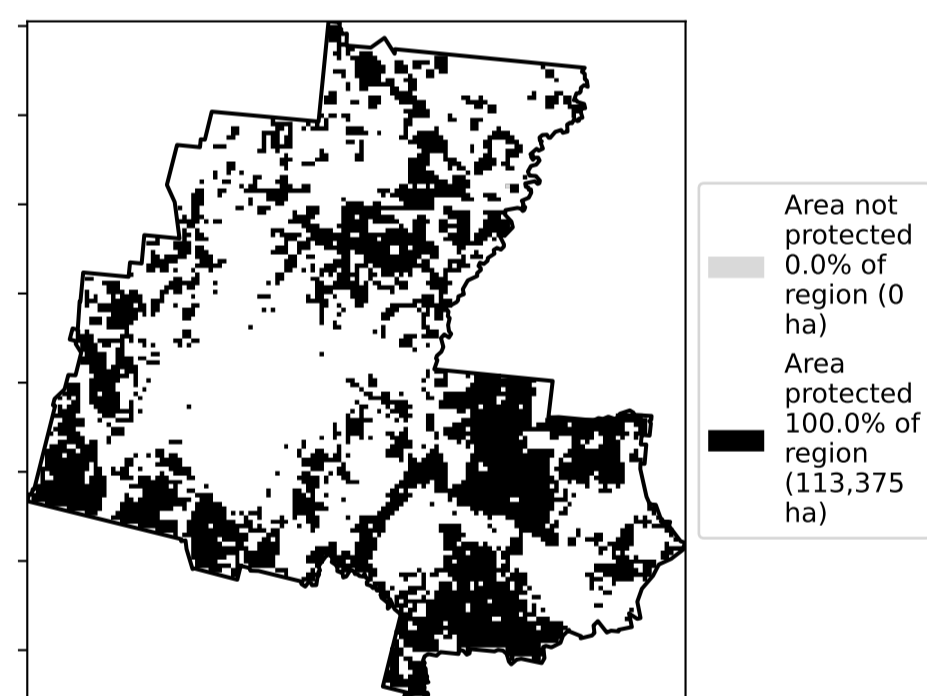 Area not
protected
0.0% of
region (0
ha)
Area
protected
100.0% of
region
(113,375
ha)